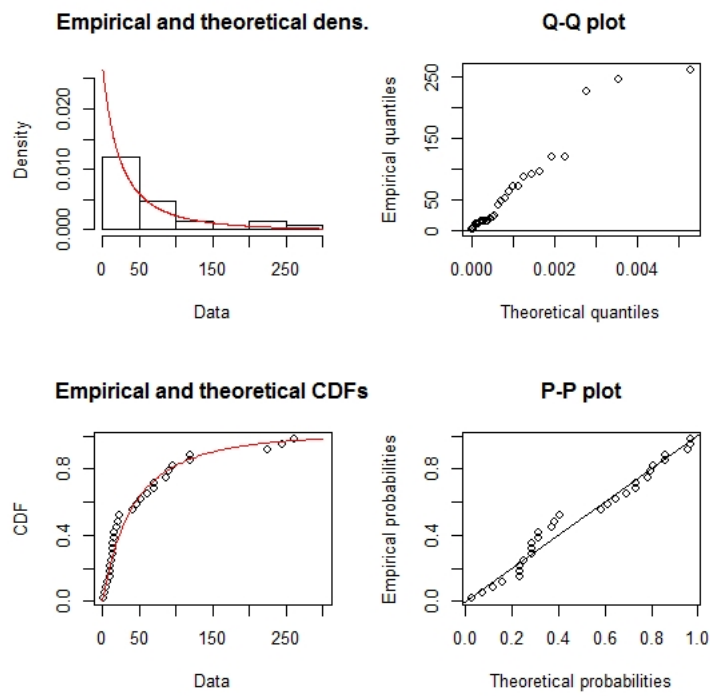 Empirical and theoretical dens.
Density
0.000 0.010 0.020
0 50 150 250
Data
Q-Q plot
Empirical quantiles
0 50 150 250
0.000 0.002 0.004
Theoretical quantiles
Empirical and theoretical CDFs
CDF
0.0 0.4 0.8
0 50 150 250
Data
P-P plot
Empirical probabilities
0.0 0.4 0.8
0.0 0.2 0.4 0.6 0.8 1.0
Theoretical probabilities